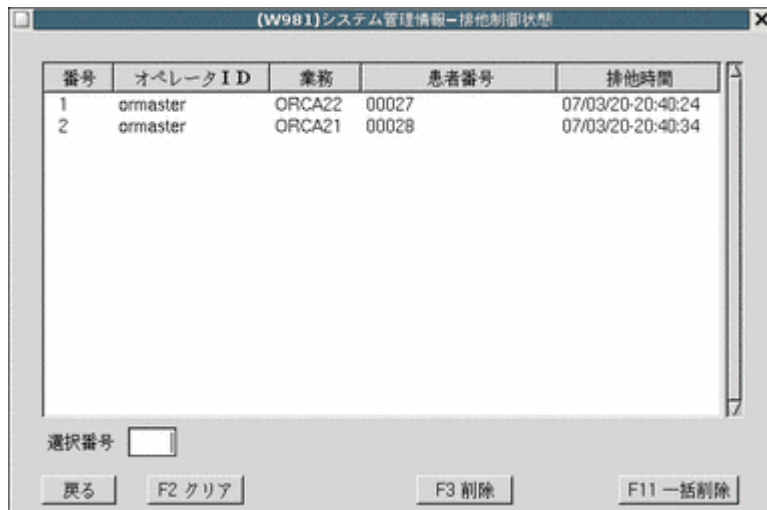 (W981)システム管理情報−排他制御状態
番号 オペレータID 業務 患者番号 排他時間
1 ormaster ORCA22 00027 07/03/20-20:40:24
2 ormaster ORCA21 00028 07/03/20-20:40:34
選択番号
戻る F2 クリア F3 削除 F11 一括削除